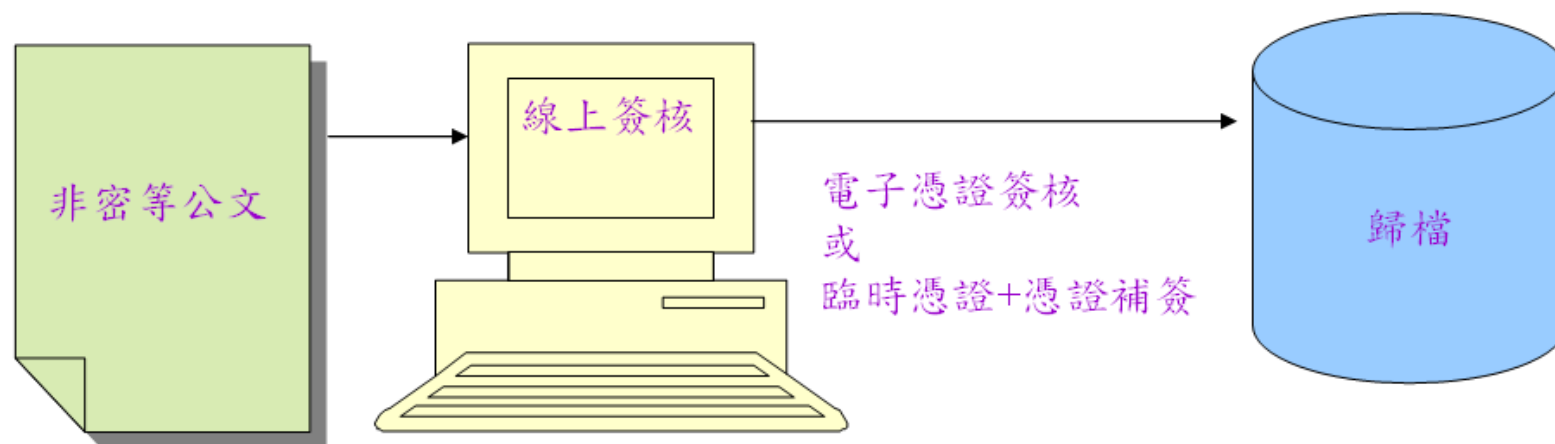 非密等公文
線上簽核
電子憑證簽核
或
臨時憑證+憑證補簽
歸檔